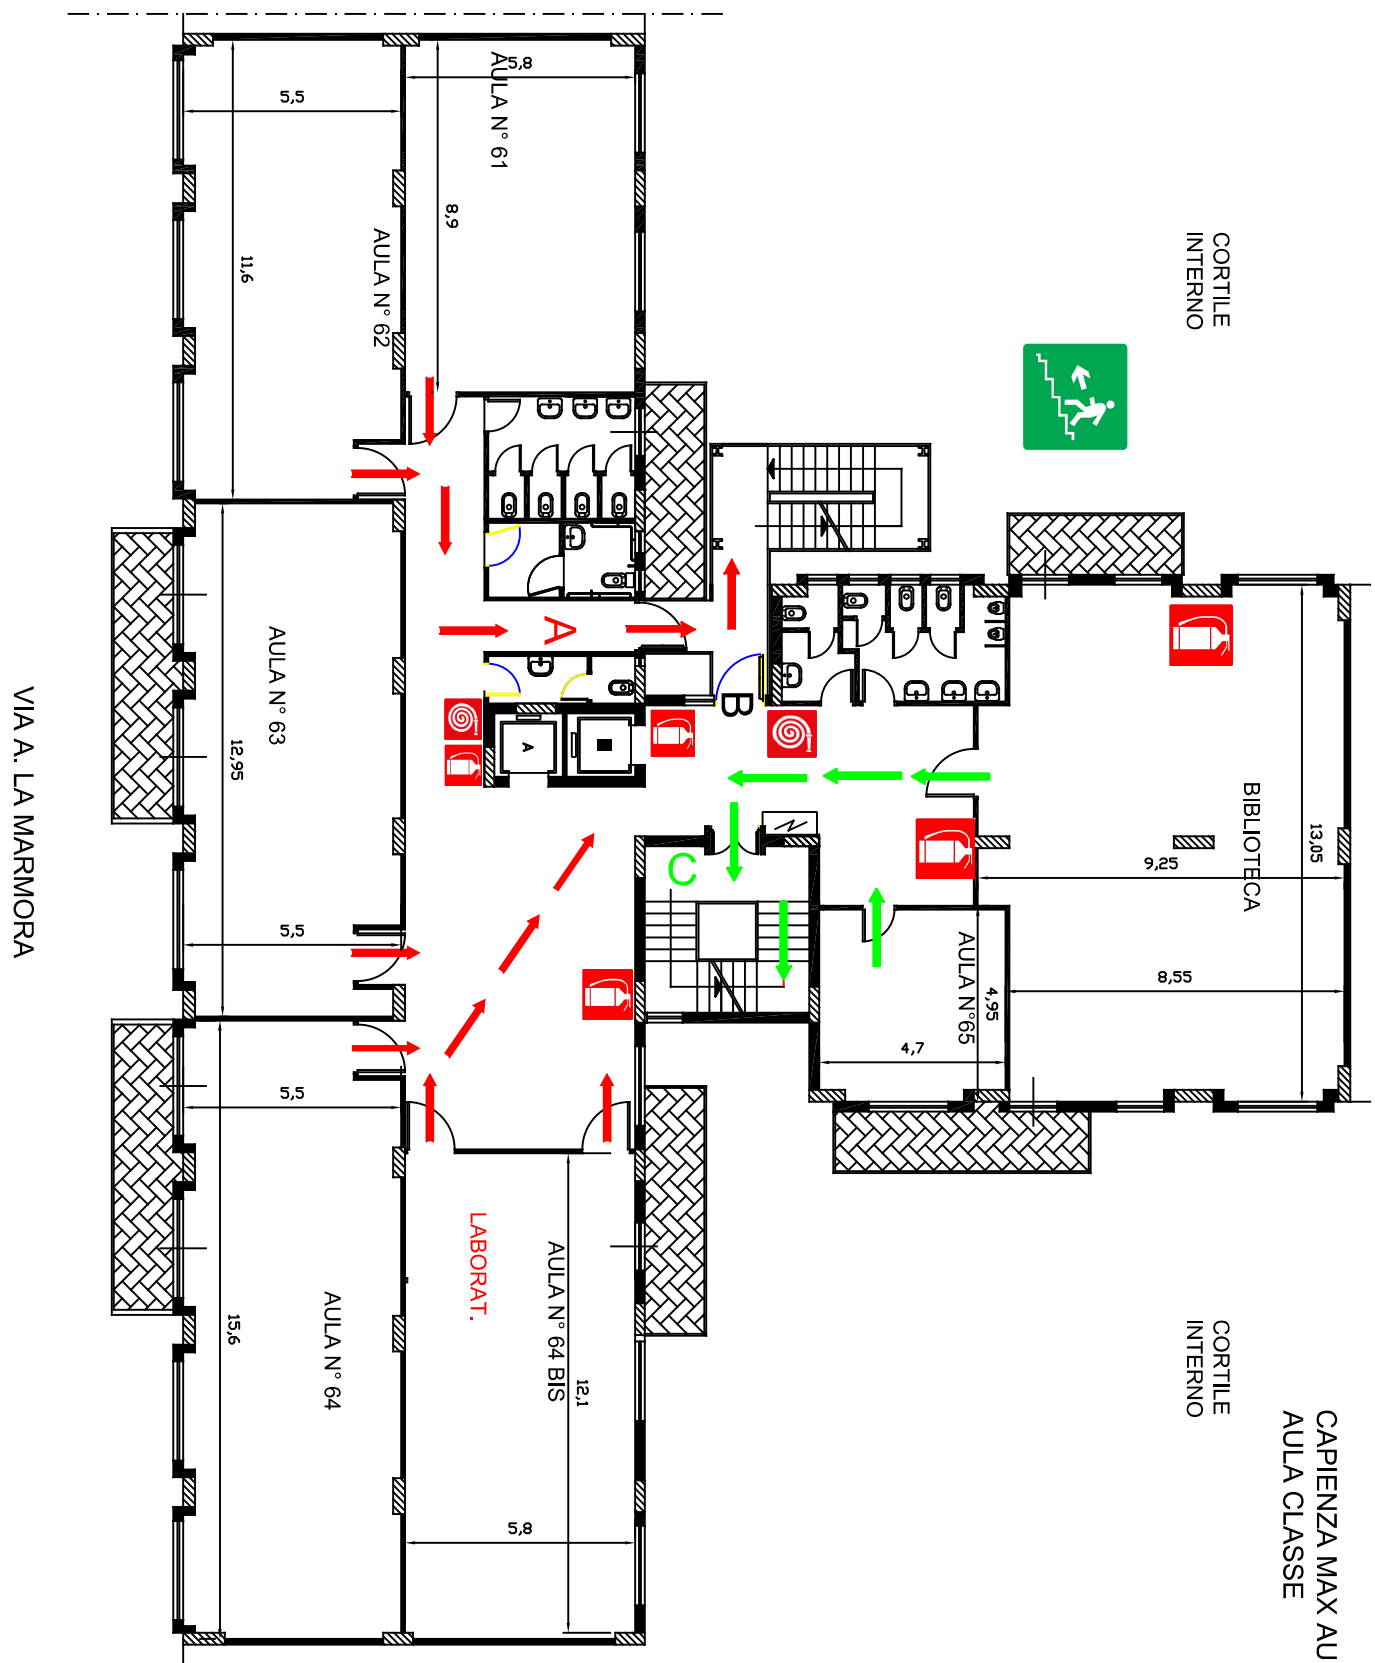 5,8
5,5
AULA N° 61
8,9
11,6
AULA N° 62
CORTILE
INTERNO
A
AULA N° 63
12,95
B
A
VIA A. LA MARMORA
BIBLIOTECA
13,05
9,25
C
5,5
AULA N°65
4,95
8,55
4,7
5,5
LABORAT.
AULA N° 64 BIS
12,1
AULA N° 64
15,6
5,8
CORTILE
INTERNO
CAPIENZA MAX AU
AULA CLASSE